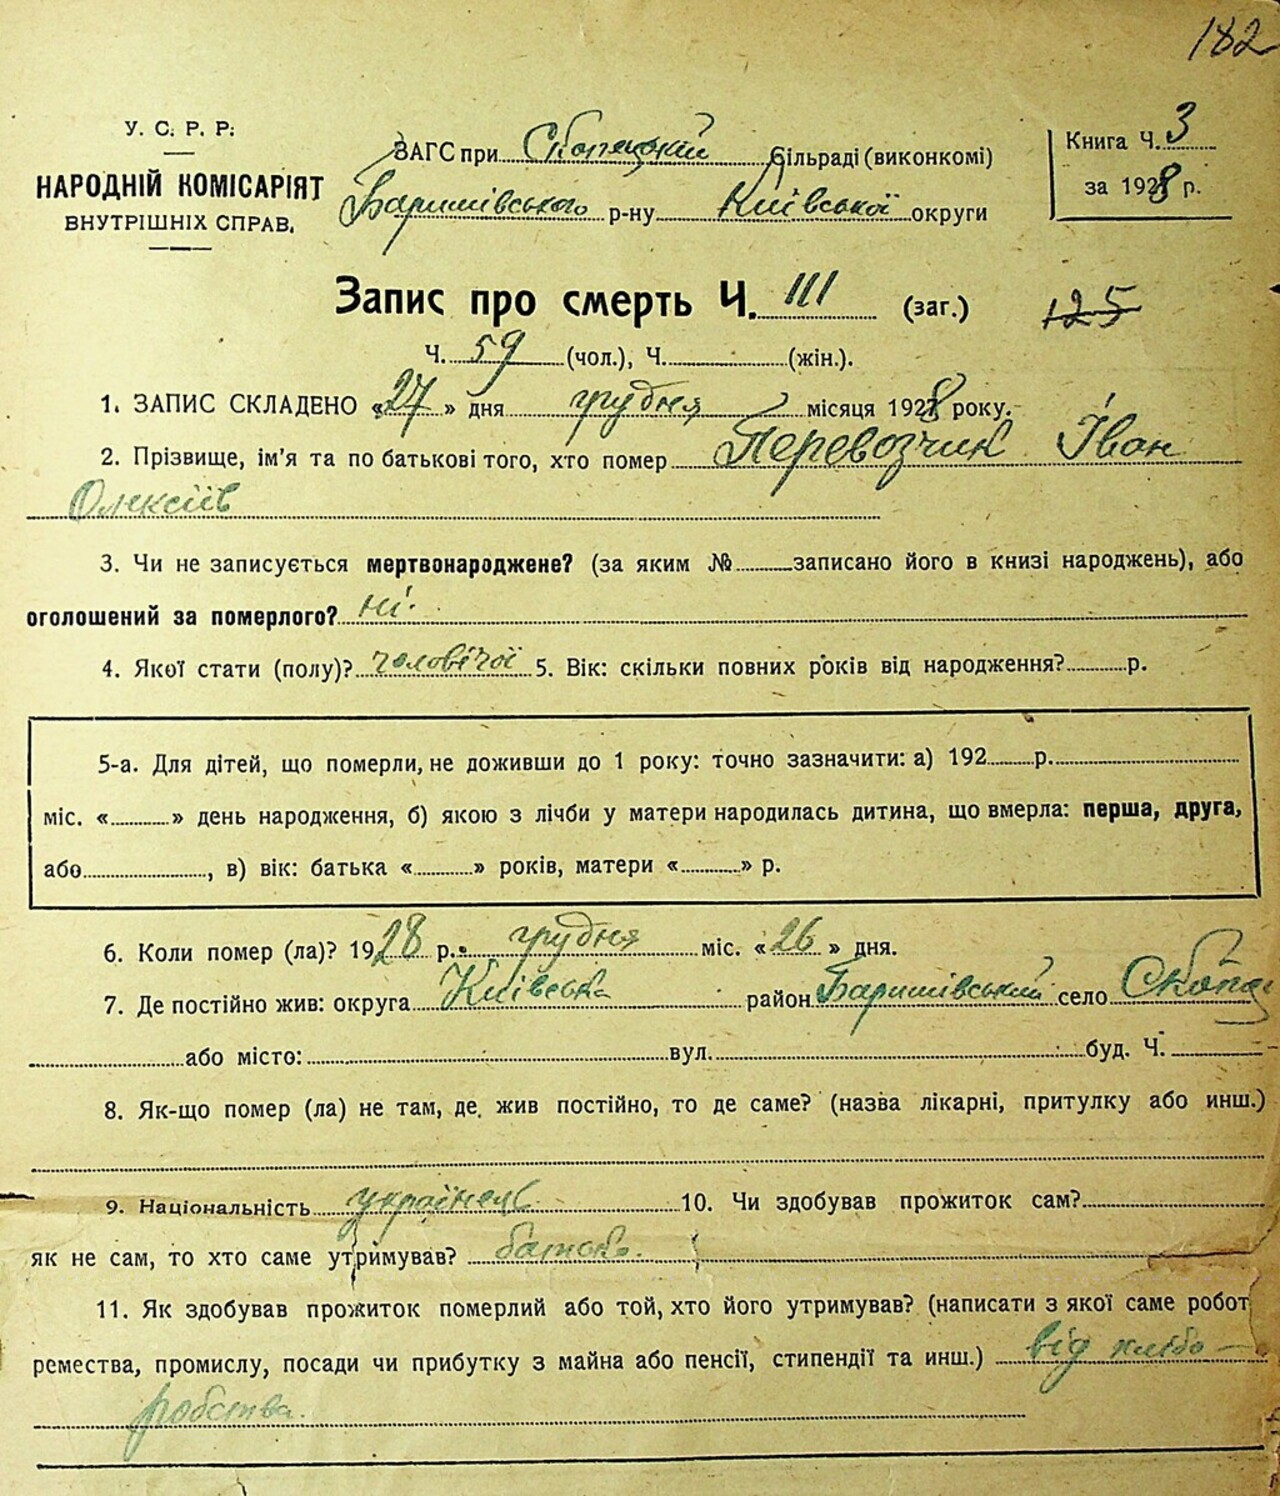 182
У. С. Р. Р.
НАРОДНІЙ КОМІСАРІЯТ
ВНУТРІШНІХ СПРАВ.
ЗАГС при Скопецькій Сільраді (виконкомі)
Баришівського р-ну Київської округи
Книга Ч. 3
за 1928 р.
Запис про смерть Ч. 111 (заг.)
125
Ч. 59 (чол.), Ч. (жін.).
1. ЗАПИС СКЛАДЕНО «27» дня грудня місяця 1928 року.
2. Прізвище, ім'я та по батькові того, хто помер Перевозчик Іван
Олексіїв
3. Чи не записується мертвонароджене? (за яким № записано його в книзі народжень), або
оголошений за померлого? ні.
4. Якої стати (полу)? чоловічої 5. Вік: скільки повних років від народження? р.
5-а. Для дітей, що померли, не доживши до 1 року: точно зазначити: а) 192 р.
міс. « » день народження, б) якою з лічби у матери народилась дитина, що вмерла: перша, друга,
або , в) вік: батька « » років, матери « » р.
6. Коли помер (ла)? 1928 р. грудня міс. «26» дня.
7. Де постійно жив: округа Київська район Баришівський село Скопці
або місто: вул. буд. Ч.
8. Як-що помер (ла) не там, де жив постійно, то де саме? (назва лікарні, притулку або инш.)
9. Національність українець 10. Чи здобував прожиток сам?
як не сам, то хто саме утримував? батько.
11. Як здобував прожиток померлий або той, хто його утримував? (написати з якої саме робот
ремества, промислу, посади чи прибутку з майна або пенсії, стипендії та инш.) від хлібо-
робства.